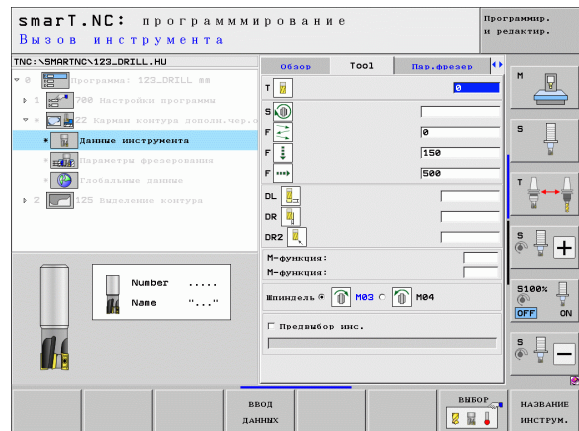 smarT.NC: программмирование
Вызов инструмента
Программир.
и редактир.
TNC:\SMARTNC\123_DRILL.HU
0 Программа: 123_DRILL mm
1 700 Настройки программы
* 22 Карман контура дополн.чер.о
* Данные инструмента
* Параметры фрезерования
* Глобальные данные
2 125 Выделение контура
Number .....
Name "..."
Обзор Tool Пар.фрезер
T 0
S
F 0
F 150
F 500
DL
DR
DR2
М-функция:
М-функция:
Шпиндель M03 M04
Предвыбор инс.
M
S
T
S
S100%
OFF ON
S
ВВОД
ДАННЫХ
ВЫБОР
НАЗВАНИЕ
ИНСТРУМ.